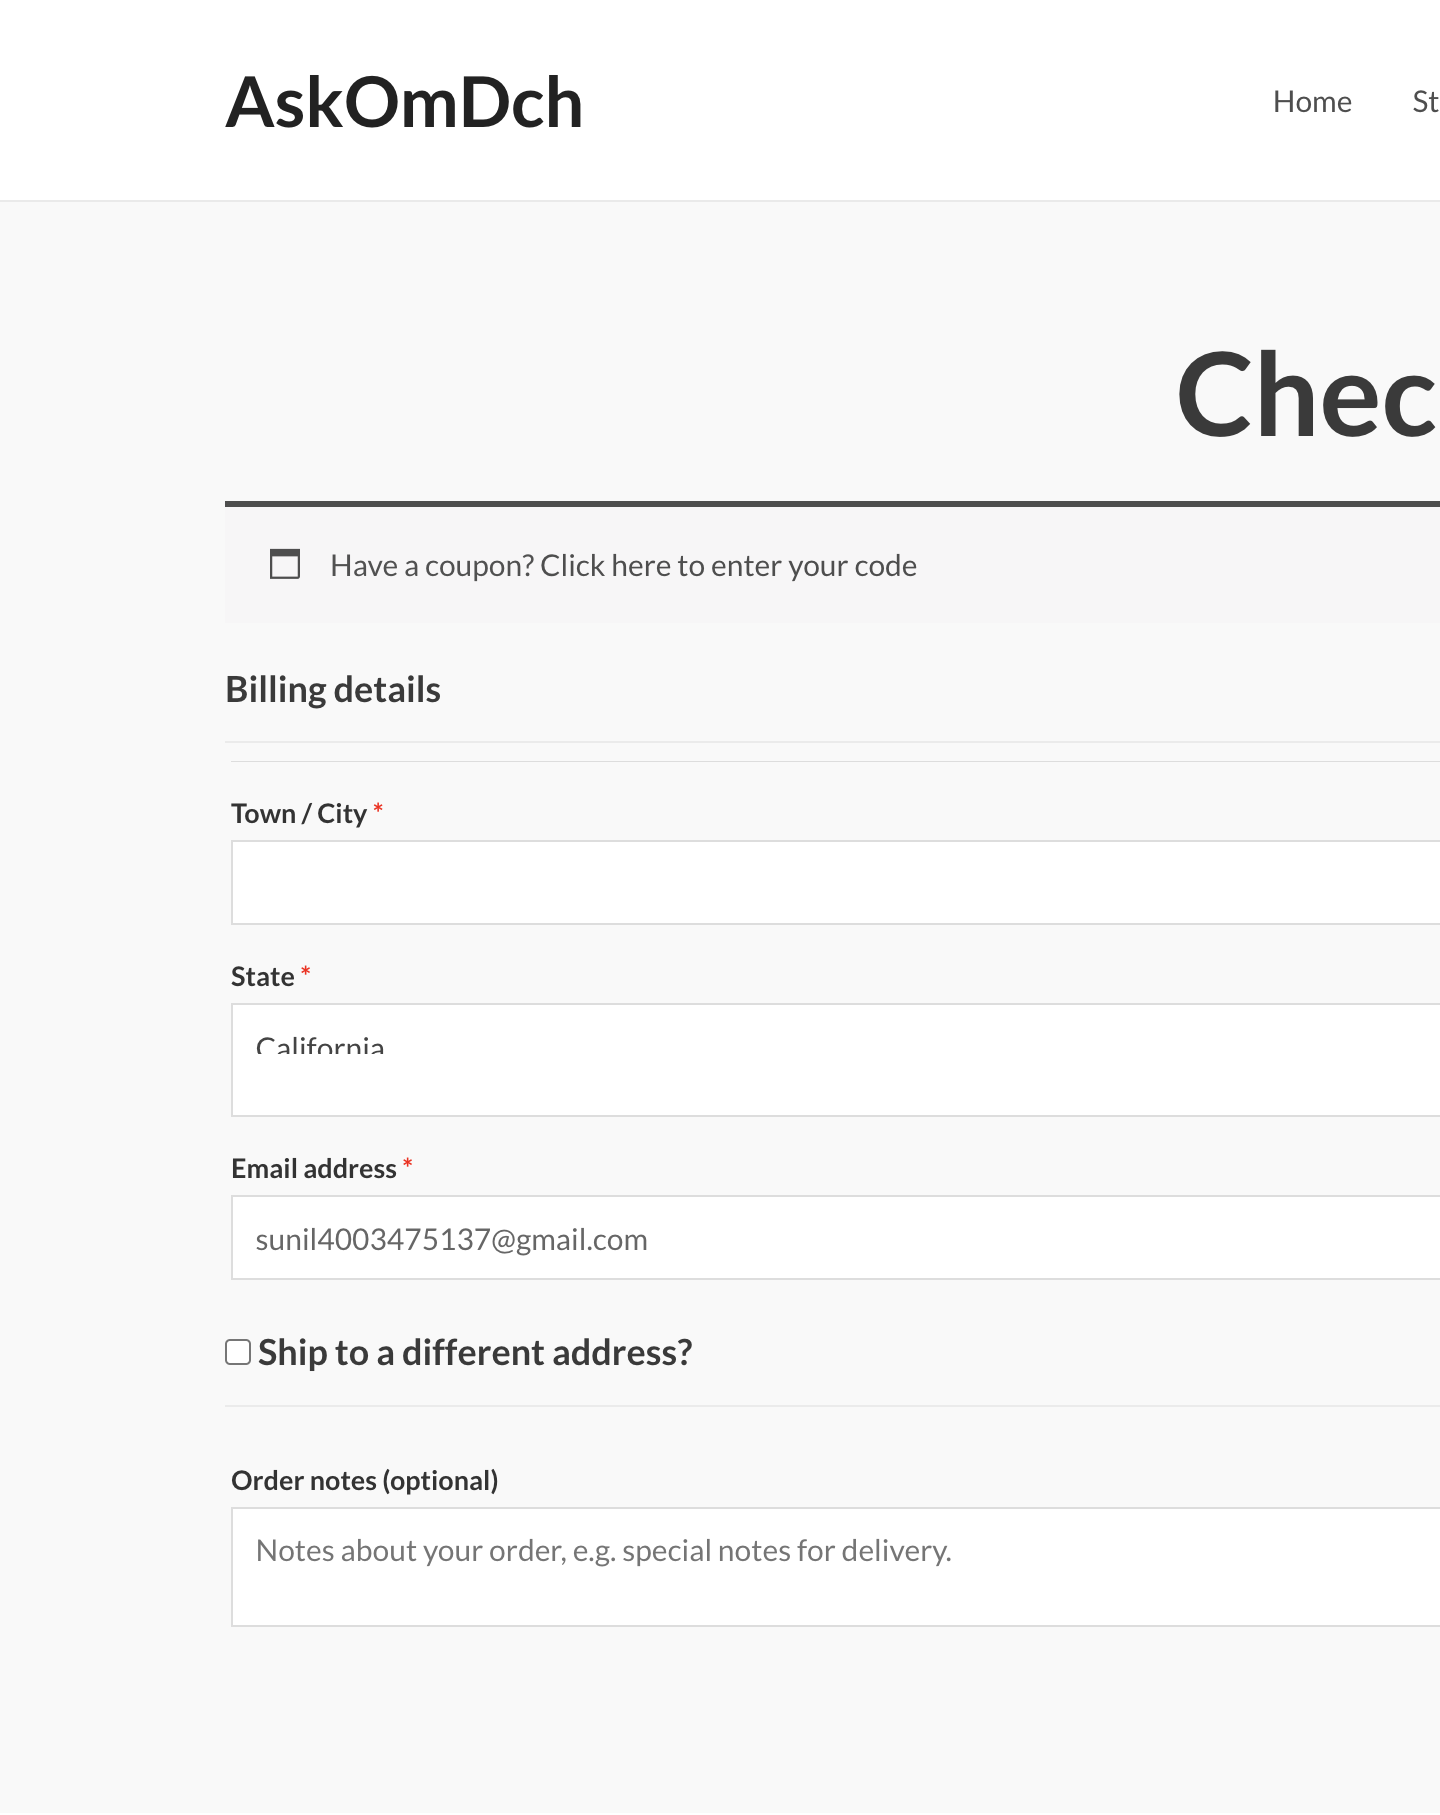 AskOmDch
Home St
Chec
Have a coupon? Click here to enter your code
Billing details
Town / City *
State *
California
Email address *
sunil4003475137@gmail.com
Ship to a different address?
Order notes (optional)
Notes about your order, e.g. special notes for delivery.